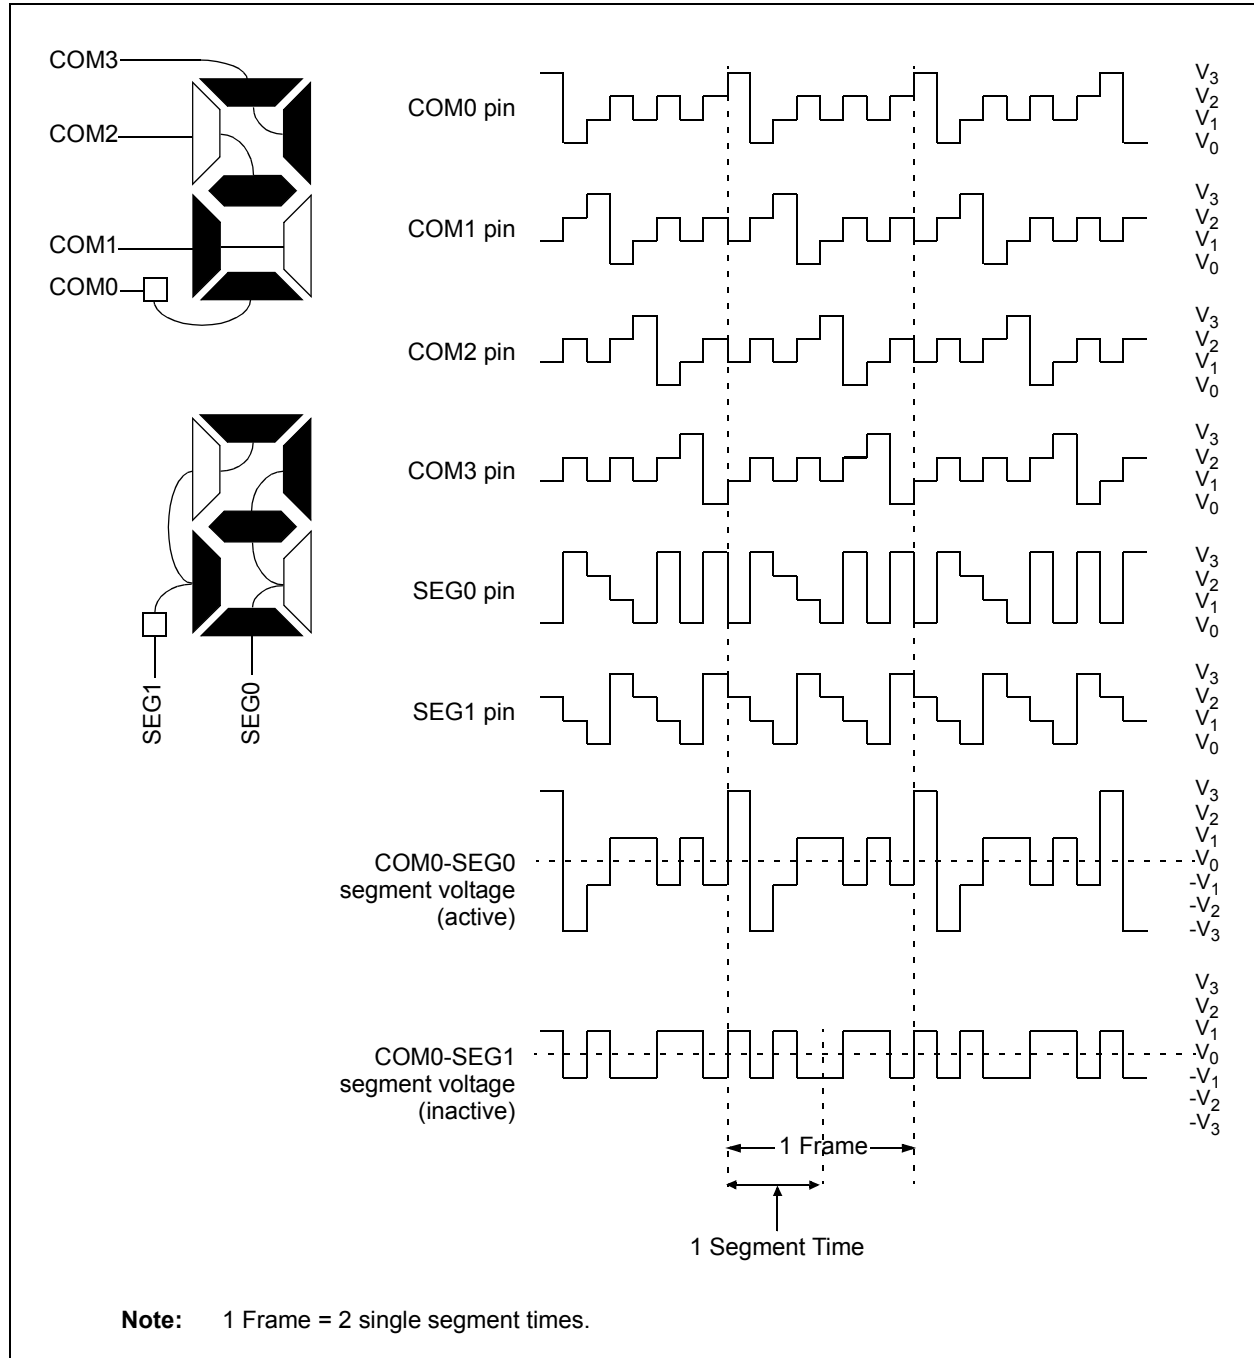 COM3
COM2
COM1
COM0
SEG1
SEG0
COM0 pin
V3
V2
V1
V0
COM1 pin
V3
V2
V1
V0
COM2 pin
V3
V2
V1
V0
COM3 pin
V3
V2
V1
V0
SEG0 pin
V3
V2
V1
V0
SEG1 pin
V3
V2
V1
V0
COM0-SEG0
segment voltage
(active)
V3
V2
V1
V0
-V1
-V2
-V3
COM0-SEG1
segment voltage
(inactive)
V3
V2
V1
V0
-V1
-V2
-V3
1 Frame
1 Segment Time
Note: 1 Frame = 2 single segment times.